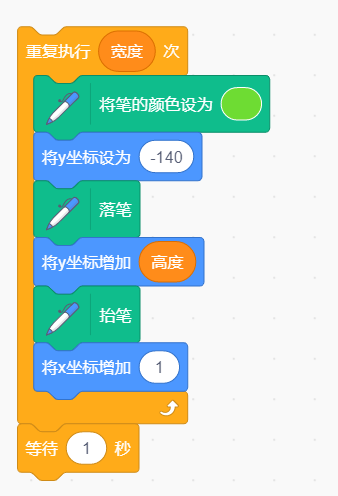 重复执行 宽度 次
将笔的颜色设为
将y坐标设为 -140
落笔
将y坐标增加 高度
抬笔
将x坐标增加 1
等待 1 秒